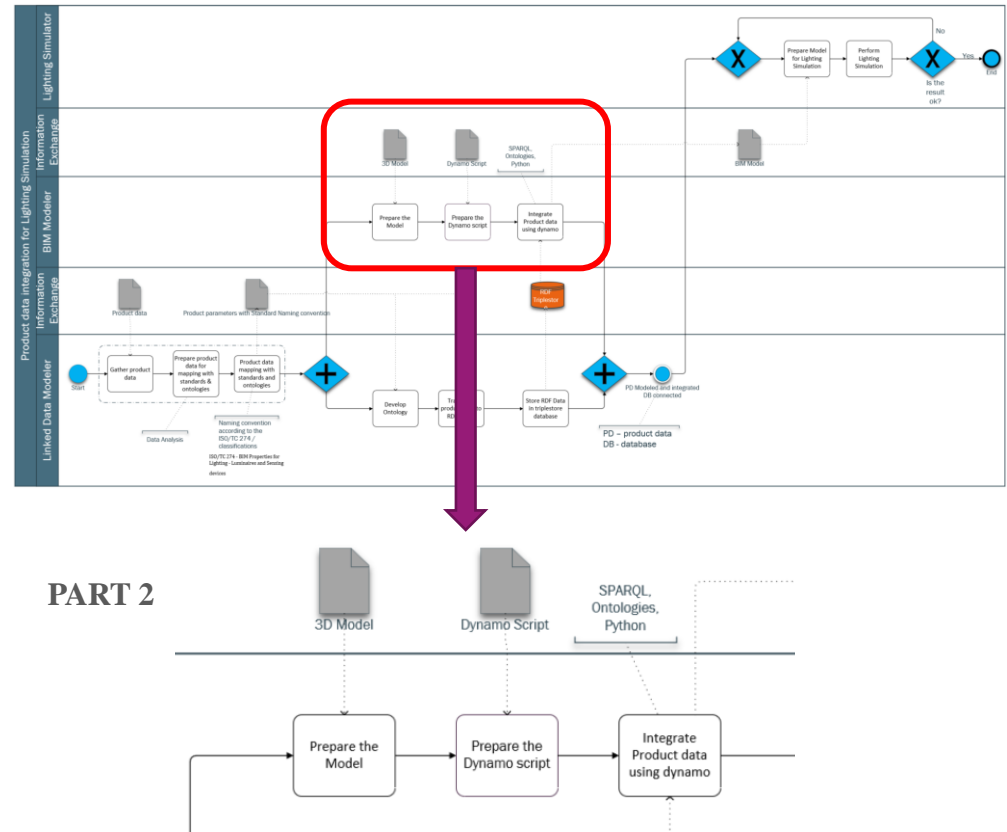 Product data integration for Lighting Simulation
Lighting Simulator
No
Prepare Model
for Lighting
Simulation
Perform
Lighting
Simulation
Yes
End
Is the
result
ok?
Information
Exchange
3D Model
Dynamo Script
SPARQL,
Ontologies,
Python
BIM Model
BIM Modeler
Prepare the
Model
Prepare the
Dynamo script
Integrate
Product data
using dynamo
Information
Exchange
Product data
Product parameters with Standard Naming convention
RDF
Triplestor
Linked Data Modeler
Start
Gather product
data
Prepare product
data for
mapping with
standards &
ontologies
Product data
mapping with
standards and
ontologies
Develop
Ontology
Store RDF Data
in triplestore
database
PD Modeled and integrated
DB connected
Data Analysis
Naming convention
according to the
ISO/TC 274 /
classifications
ISO/TC 274 - BIM Properties for
Lighting - Luminaires and Sensing
devices
PD – product data
DB - database
PART 2
3D Model
Dynamo Script
SPARQL,
Ontologies,
Python
Prepare the
Model
Prepare the
Dynamo script
Integrate
Product data
using dynamo